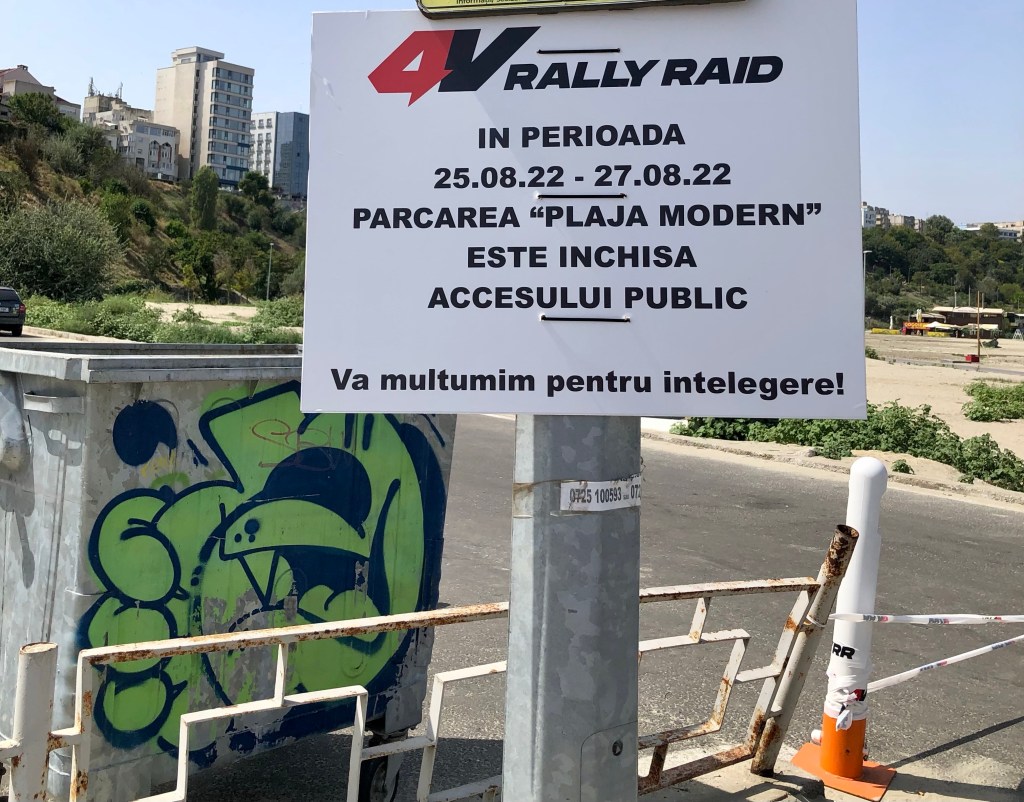 4V RALLY RAID
IN PERIOADA
25.08.22 - 27.08.22
PARCAREA “PLAJA MODERN”
ESTE INCHISA
ACCESULUI PUBLIC
Va multumim pentru intelegere!
0725 100593
RR